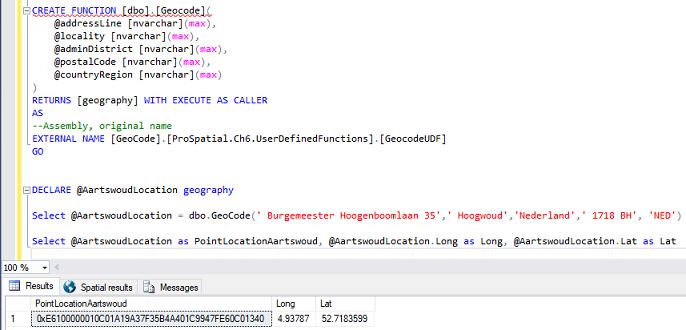 CREATE FUNCTION [dbo].[Geocode](
@addressLine [nvarchar](max),
@locality [nvarchar](max),
@adminDistrict [nvarchar](max),
@postalCode [nvarchar](max),
@countryRegion [nvarchar](max)
)
RETURNS [geography] WITH EXECUTE AS CALLER
AS
--Assembly, original name
EXTERNAL NAME [GeoCode].[ProSpatial.Ch6.UserDefinedFunctions].[GeocodeUDF]
GO
DECLARE @AartswoudLocation geography
Select @AartswoudLocation = dbo.GeoCode(' Burgemeester Hoogenboomlaan 35',' Hoogwoud','Nederland',' 1718 BH', 'NED')
Select @AartswoudLocation as PointLocationAartswoud, @AartswoudLocation.Long as Long, @AartswoudLocation.Lat as Lat
100 %
Results Spatial results Messages
PointLocationAartswoud Long Lat
1 0xE6100000010C01A19A37F35B4A401C9947FE60C01340 4.93787 52.7183599